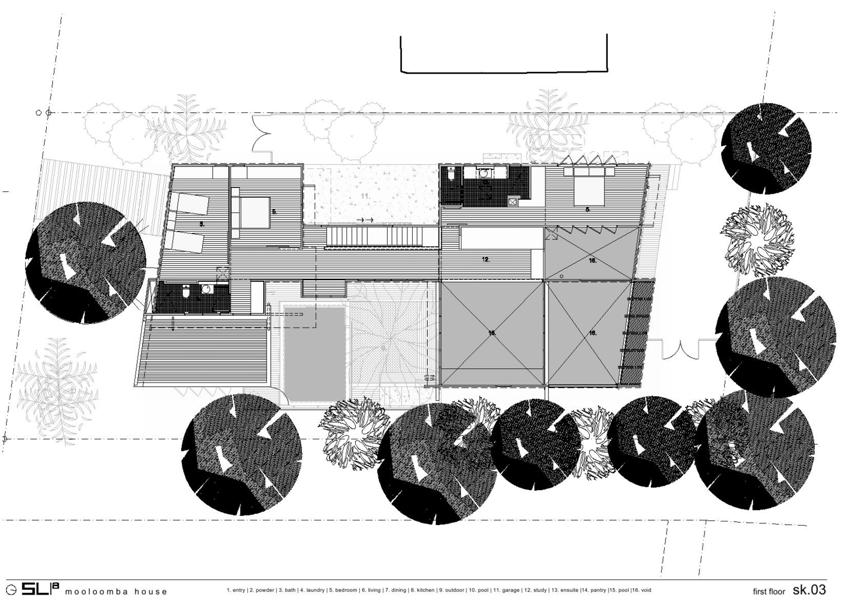 11.
5.
5.
5.
12.
16.
16.
16.
SL a mooloomba house
1. entry | 2. powder | 3. bath | 4. laundry | 5. bedroom | 6. living | 7. dining | 8. kitchen | 9. outdoor | 10. pool | 11. garage | 12. study | 13. ensuite |14. pantry |15. pool |16. void
first floor sk.03